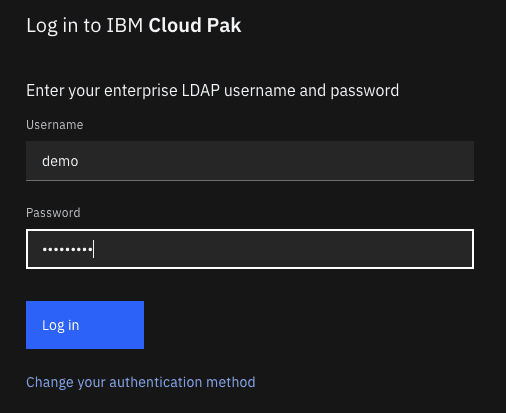 Log in to IBM Cloud Pak
Enter your enterprise LDAP username and password
Username
demo
Password
•••••••••
Log in
Change your authentication method